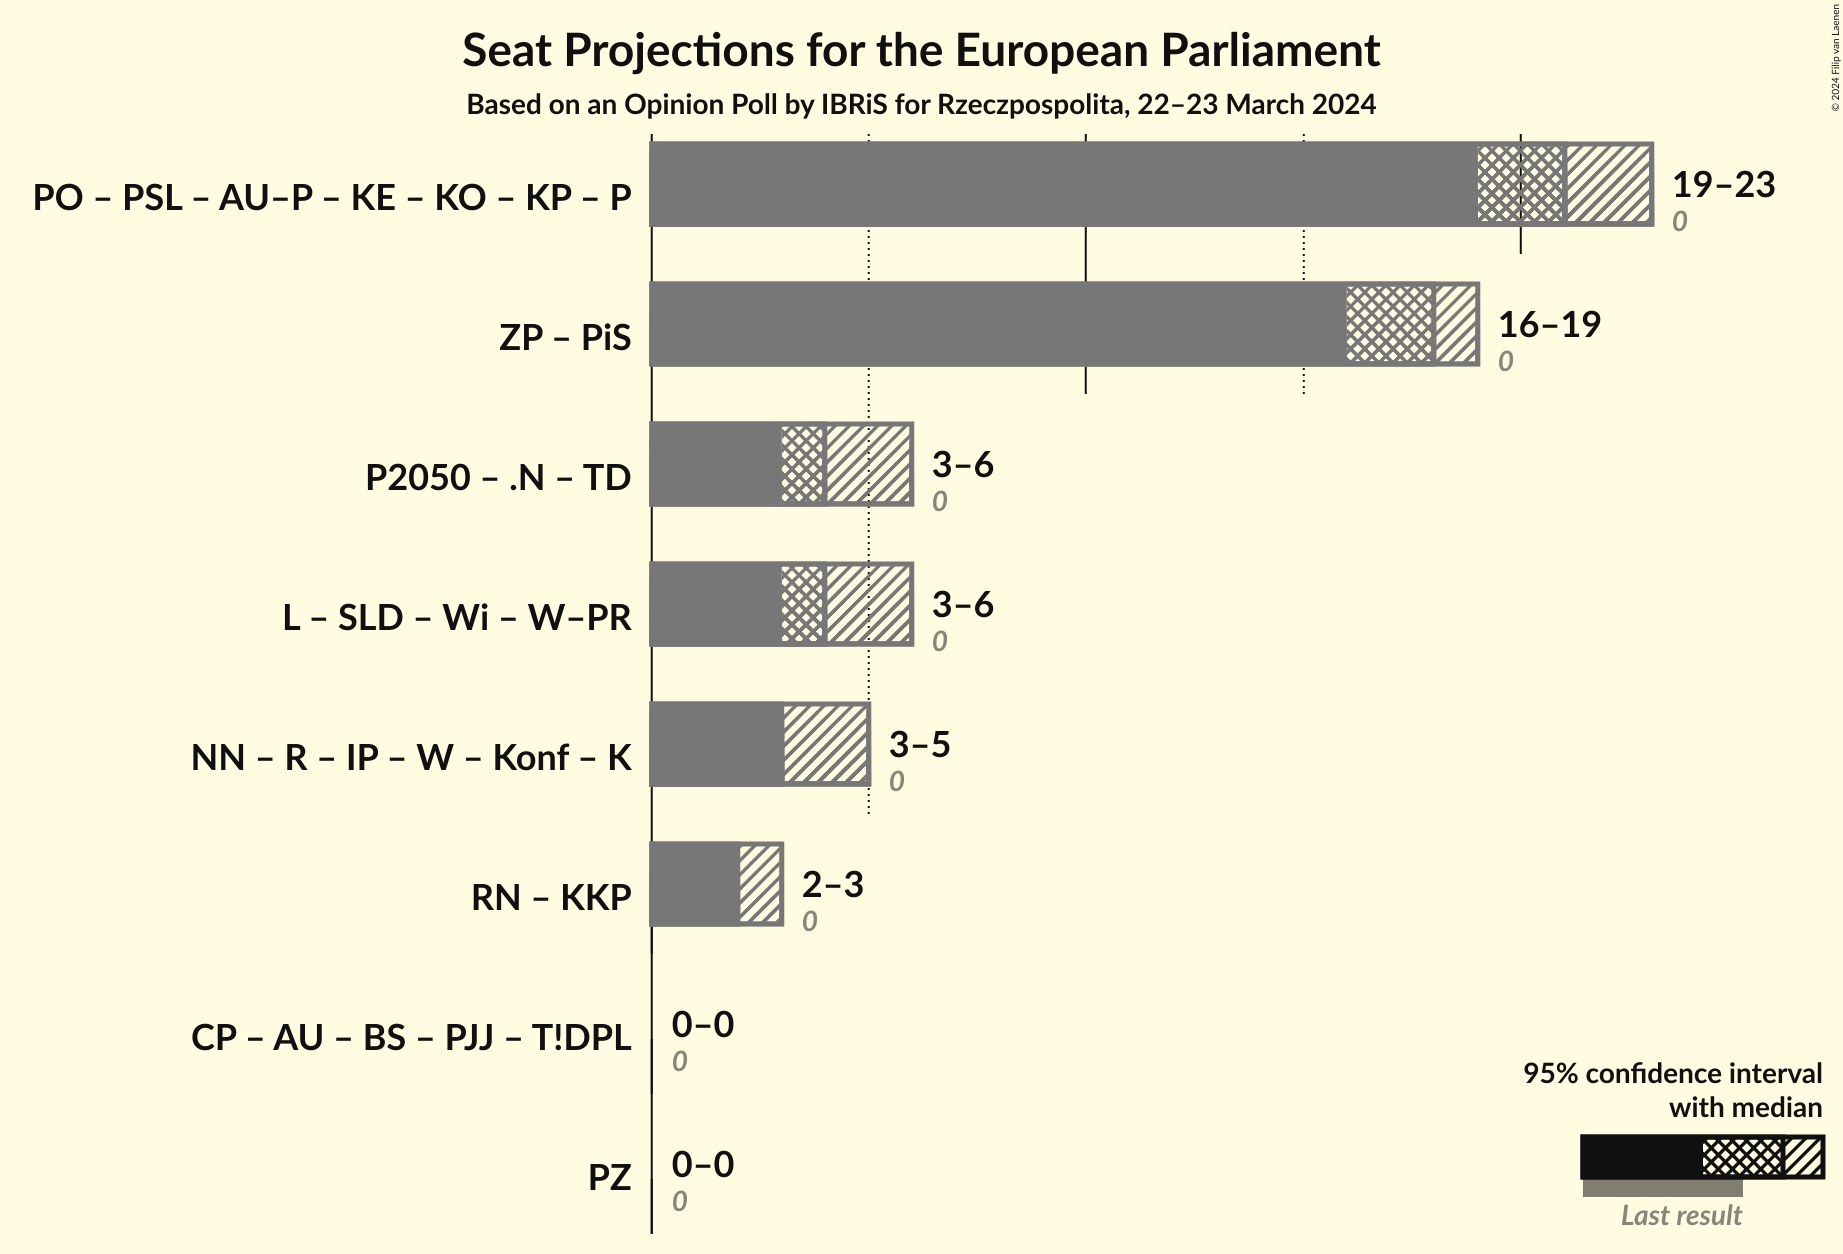 Seat Projections for the European Parliament
Based on an Opinion Poll by IBRiS for Rzeczpospolita, 22–23 March 2024
© 2024 Filip van Laenen
PO – PSL – AU–P – KE – KO – KP – P
19–23
0
ZP – PiS
16–19
0
P2050 – .N – TD
3–6
0
L – SLD – Wi – W–PR
3–6
0
NN – R – IP – W – Konf – K
3–5
0
RN – KKP
2–3
0
CP – AU – BS – PJJ – T!DPL
0–0
0
PZ
0–0
0
95% confidence interval
with median
Last result